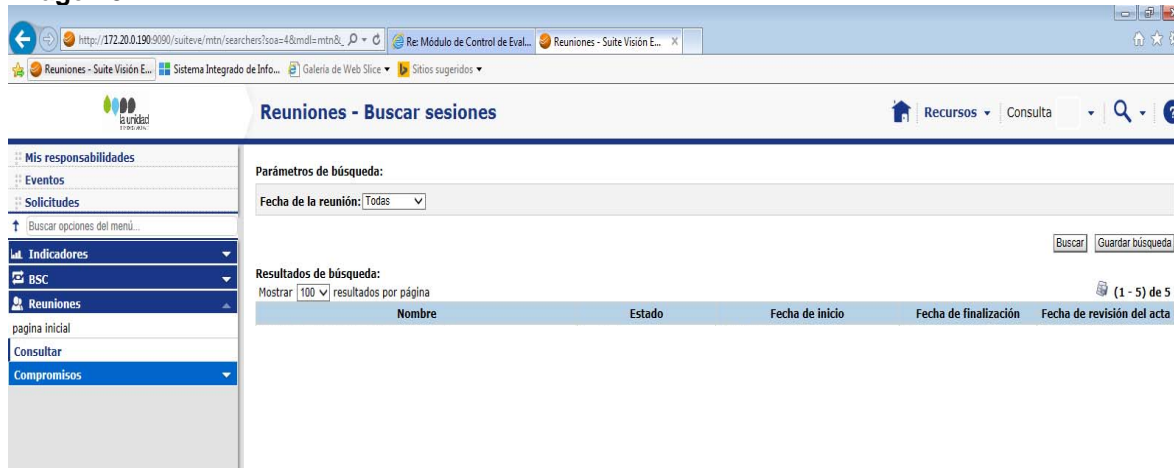 http://172.20.0.190:9090/suiteve/mtn/searchers?soa=4&mdl=mtn&_
Re: Módulo de Control de Eval...
Reuniones - Suite Visión E...
Reuniones - Suite Visión E...
Sistema Integrado de Info...
Galería de Web Slice
Sitios sugeridos
la unidad
Reuniones - Buscar sesiones
Recursos
Consulta
Mis responsabilidades
Eventos
Solicitudes
Buscar opciones del menú...
Indicadores
BSC
Reuniones
pagina inicial
Consultar
Compromisos
Parámetros de búsqueda:
Fecha de la reunión: Todas
Buscar Guardar búsqueda
Resultados de búsqueda:
Mostrar 100 resultados por página
(1 - 5) de 5
Nombre Estado Fecha de inicio Fecha de finalización Fecha de revisión del acta